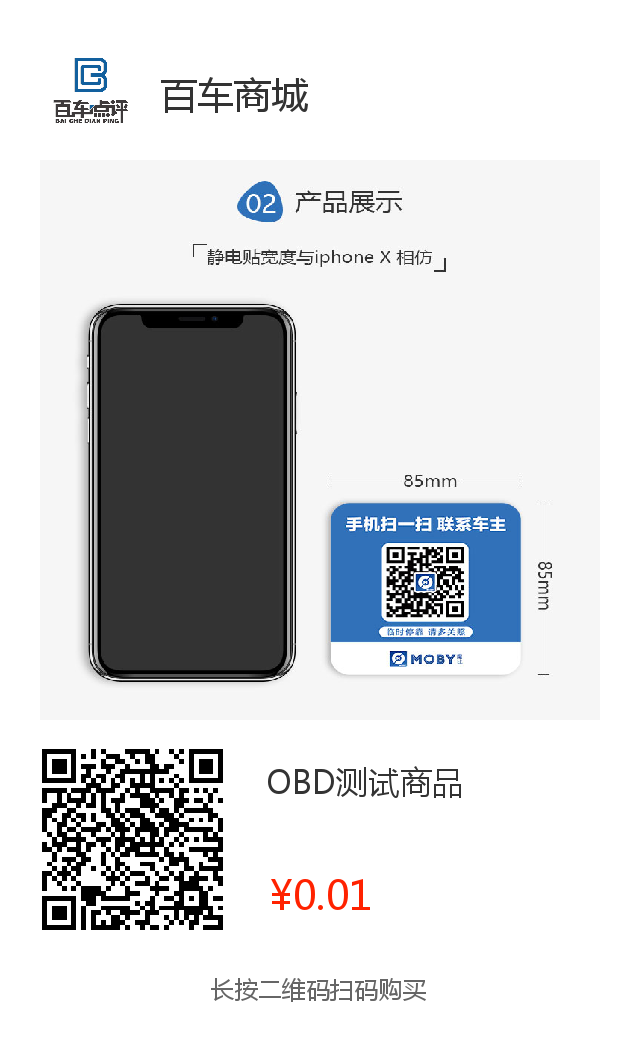 百车点评
BAI CHE DIAN PING
百车商城
02 产品展示
静电贴宽度与iphone X 相仿
85mm
手机扫一扫 联系车主
85mm
临时停靠 请多关照
MOBY
OBD测试商品
¥0.01
长按二维码扫码购买